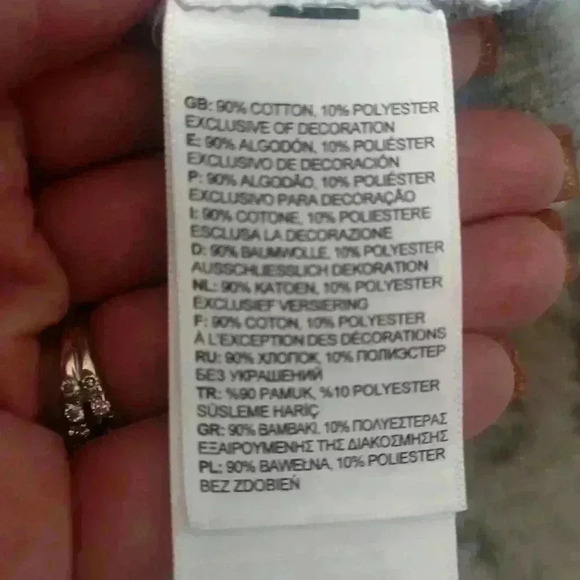 GB: 90% COTTON, 10% POLYESTER
EXCLUSIVE OF DECORATION
E: 90% ALGODÓN, 10% POLIÉSTER
EXCLUSIVO DE DECORACIÓN
P: 90% ALGODÃO, 10% POLIÉSTER
EXCLUSIVO PARA DECORAÇÃO
I: 90% COTONE, 10% POLIESTERE
ESCLUSA LA DECORAZIONE
D: 90% BAUMWOLLE, 10% POLYESTER
AUSSCHLIESSLICH DEKORATION
NL: 90% KATOEN, 10% POLYESTER
EXCLUSIEF VERSIERING
F: 90% COTON, 10% POLYESTER
À L'EXCEPTION DES DÉCORATIONS
RU: 90% ХЛОПОК, 10% ПОЛИЭСТЕР
БЕЗ УКРАШЕНИЙ
TR: %90 PAMUK, %10 POLYESTER
SÜSLEME HARİÇ
GR: 90% BAMBAKI, 10% ΠΟΛΥΕΣΤΕΡΑΣ
ΕΞΑΙΡΟΥΜΕΝΗΣ ΤΗΣ ΔΙΑΚΟΣΜΗΣΗΣ
PL: 90% BAWEŁNA, 10% POLIESTER
BEZ ZDOBIEŃ